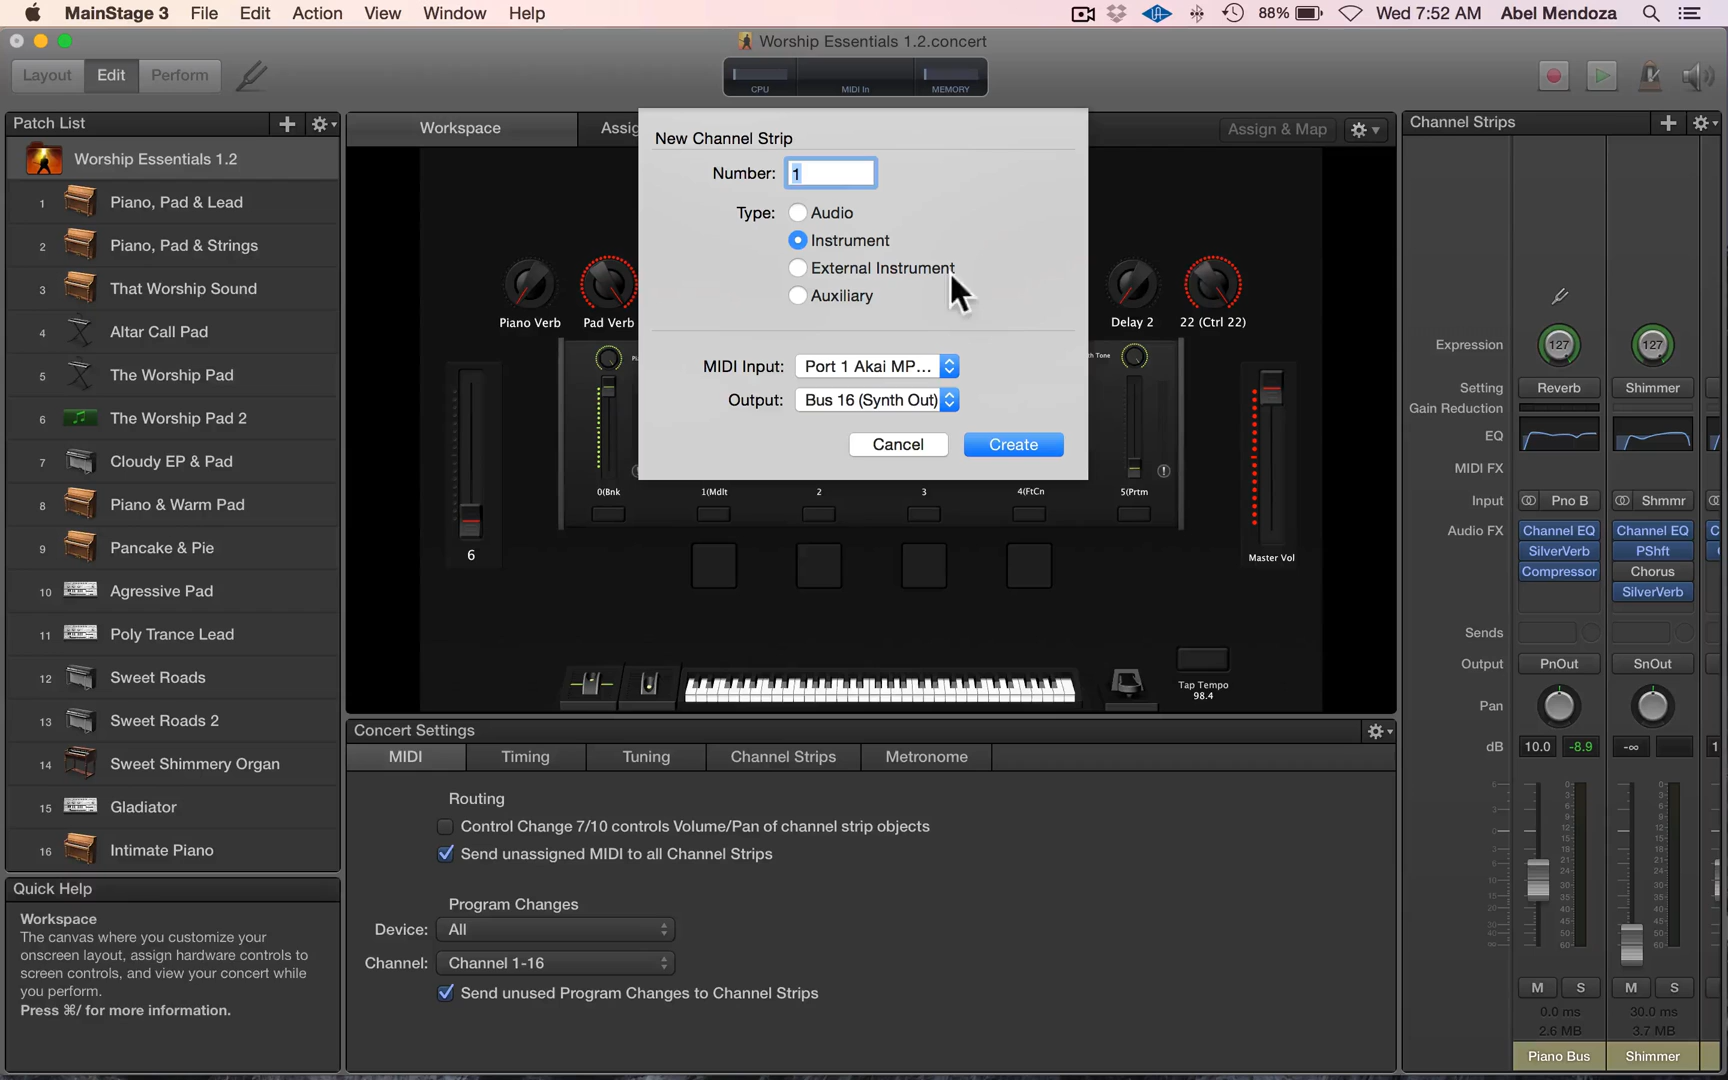 MainStage 3 File Edit Action View Window Help
88% Wed 7:52 AM Abel Mendoza
Worship Essentials 1.2.concert
Layout Edit Perform
CPU MIDI In MEMORY
Patch List
Worship Essentials 1.2
1 Piano, Pad & Lead
2 Piano, Pad & Strings
3 That Worship Sound
4 Altar Call Pad
5 The Worship Pad
6 The Worship Pad 2
7 Cloudy EP & Pad
8 Piano & Warm Pad
9 Pancake & Pie
10 Agressive Pad
11 Poly Trance Lead
12 Sweet Roads
13 Sweet Roads 2
14 Sweet Shimmery Organ
15 Gladiator
16 Intimate Piano
Quick Help
Workspace
The canvas where you customize your
onscreen layout, assign hardware controls to
screen controls, and view your concert while
you perform.
Press ⌘/ for more information.
Workspace Assig
Assign & Map
New Channel Strip
Number: 1
Type: Audio
Instrument
External Instrument
Auxiliary
MIDI Input: Port 1 Akai MP...
Output: Bus 16 (Synth Out)
Cancel Create
Piano Verb Pad Verb Delay 2 22 (Ctrl 22)
th Tone
6
0(Bnk 1(Mdlt 2 3 4(FtCn 5(Prtm
Master Vol
Tap Tempo
98.4
Concert Settings
MIDI Timing Tuning Channel Strips Metronome
Routing
Control Change 7/10 controls Volume/Pan of channel strip objects
Send unassigned MIDI to all Channel Strips
Program Changes
Device: All
Channel: Channel 1-16
Send unused Program Changes to Channel Strips
Channel Strips
Expression 127 127
Setting Reverb Shimmer
Gain Reduction
EQ
MIDI FX
Input Pno B Shmmr
Audio FX Channel EQ Channel EQ
SilverVerb PShft
Compressor Chorus
SilverVerb
Sends
Output PnOut SnOut
Pan
dB 10.0 -8.9 -∞
M S M S
0.0 ms 30.0 ms
2.6 MB 3.7 MB
Piano Bus Shimmer